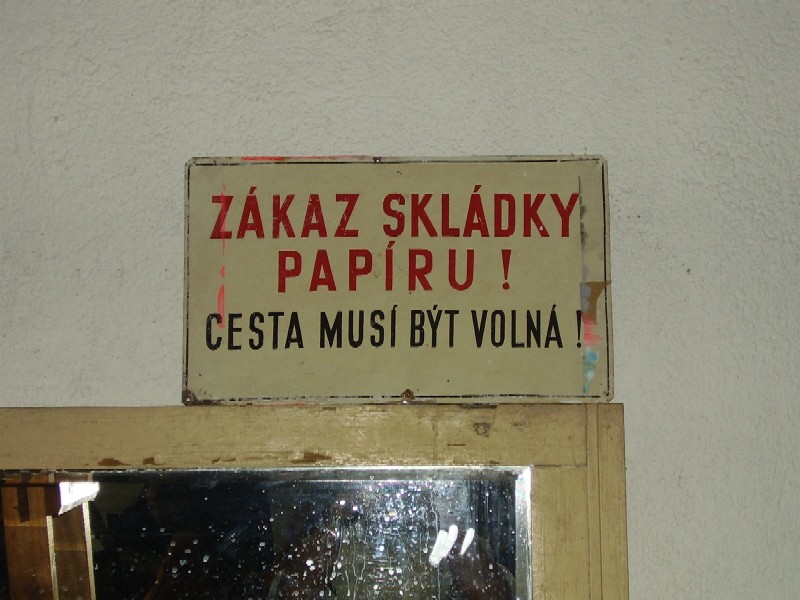 ZÁKAZ SKLÁDKY
PAPÍRU !
CESTA MUSÍ BÝT VOLNÁ !